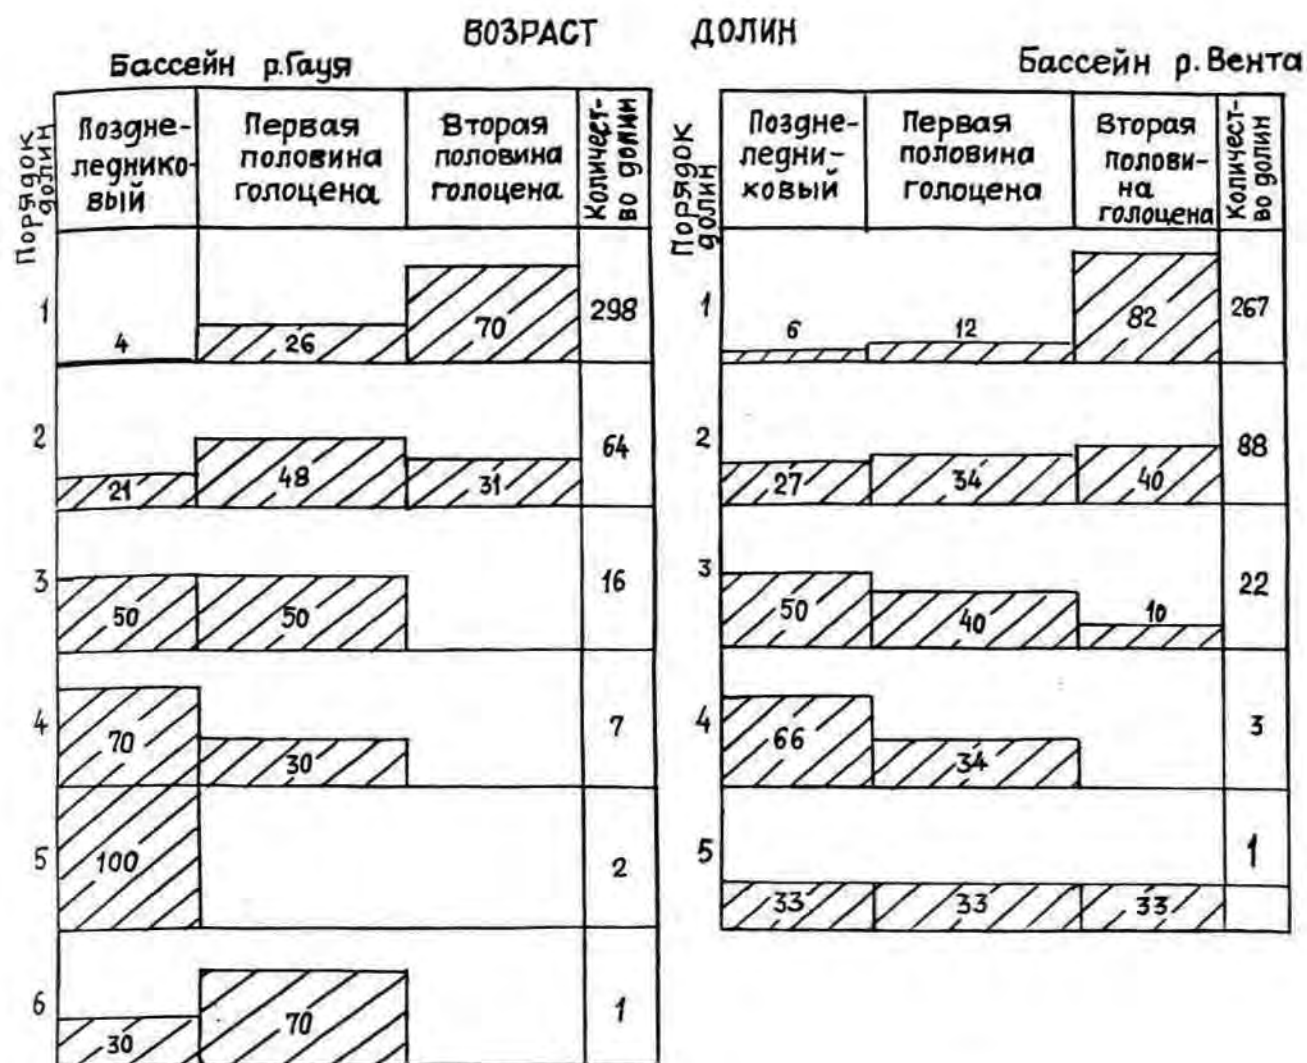 ВОЗРАСТ ДОЛИН
Бассейн р.Гауя
Порядок
долин
Поздне-
леднико-
вый
Первая
половина
голоцена
Вторая
половина
голоцена
Количест-
во долин
1
4
26
70
298
2
21
48
31
64
3
50
50
16
4
70
30
7
5
100
2
6
30
70
1
Бассейн р. Вента
Порядок
долин
Поздне-
ледни-
ковый
Первая
половина
голоцена
Вторая
полови-
на
голоцена
Количест-
во долин
1
6
12
82
267
2
27
34
40
88
3
50
40
10
22
4
66
34
3
5
33
33
33
1